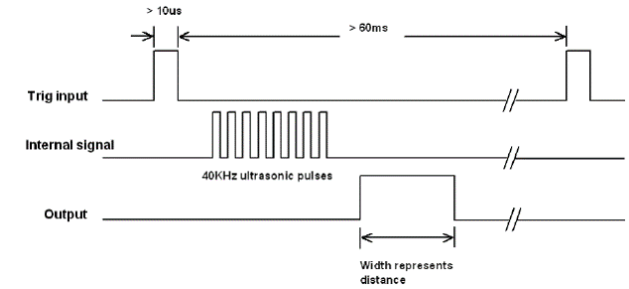 > 10us
> 60ms
Trig input
Internal signal
40KHz ultrasonic pulses
Output
Width represents
distance